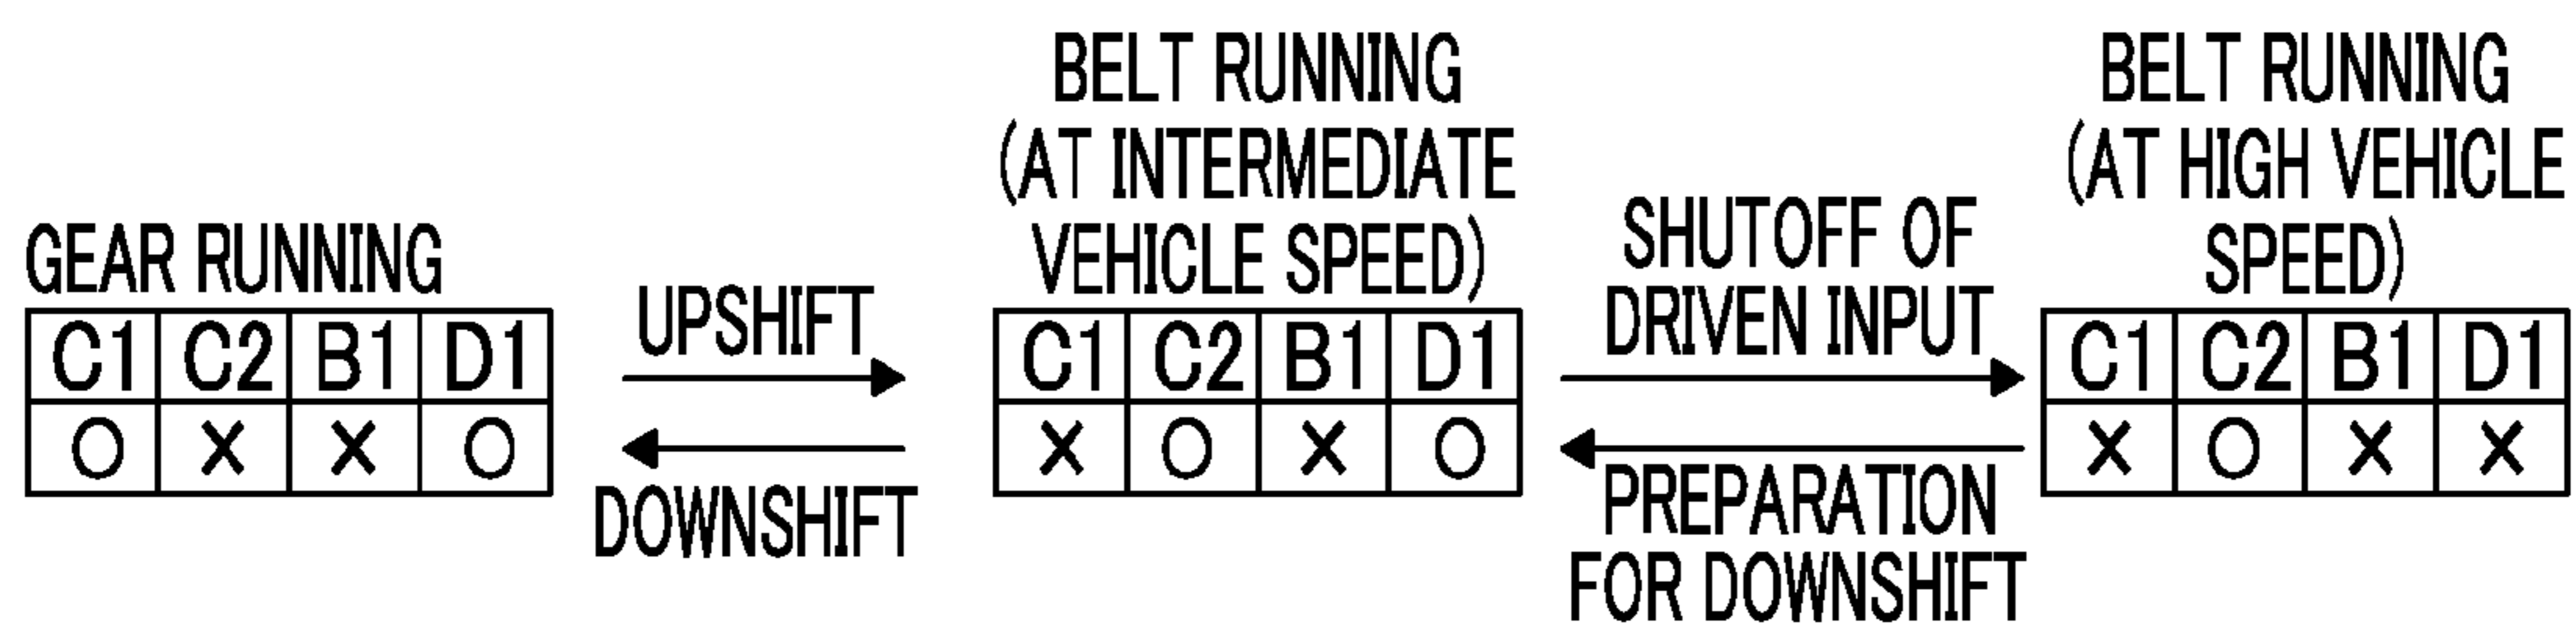 GEAR RUNNING
C1 C2 B1 D1
○ × × ○
UPSHIFT
DOWNSHIFT
BELT RUNNING
(AT INTERMEDIATE
VEHICLE SPEED)
C1 C2 B1 D1
× ○ × ○
SHUTOFF OF
DRIVEN INPUT
PREPARATION
FOR DOWNSHIFT
BELT RUNNING
(AT HIGH VEHICLE
SPEED)
C1 C2 B1 D1
× ○ × ×